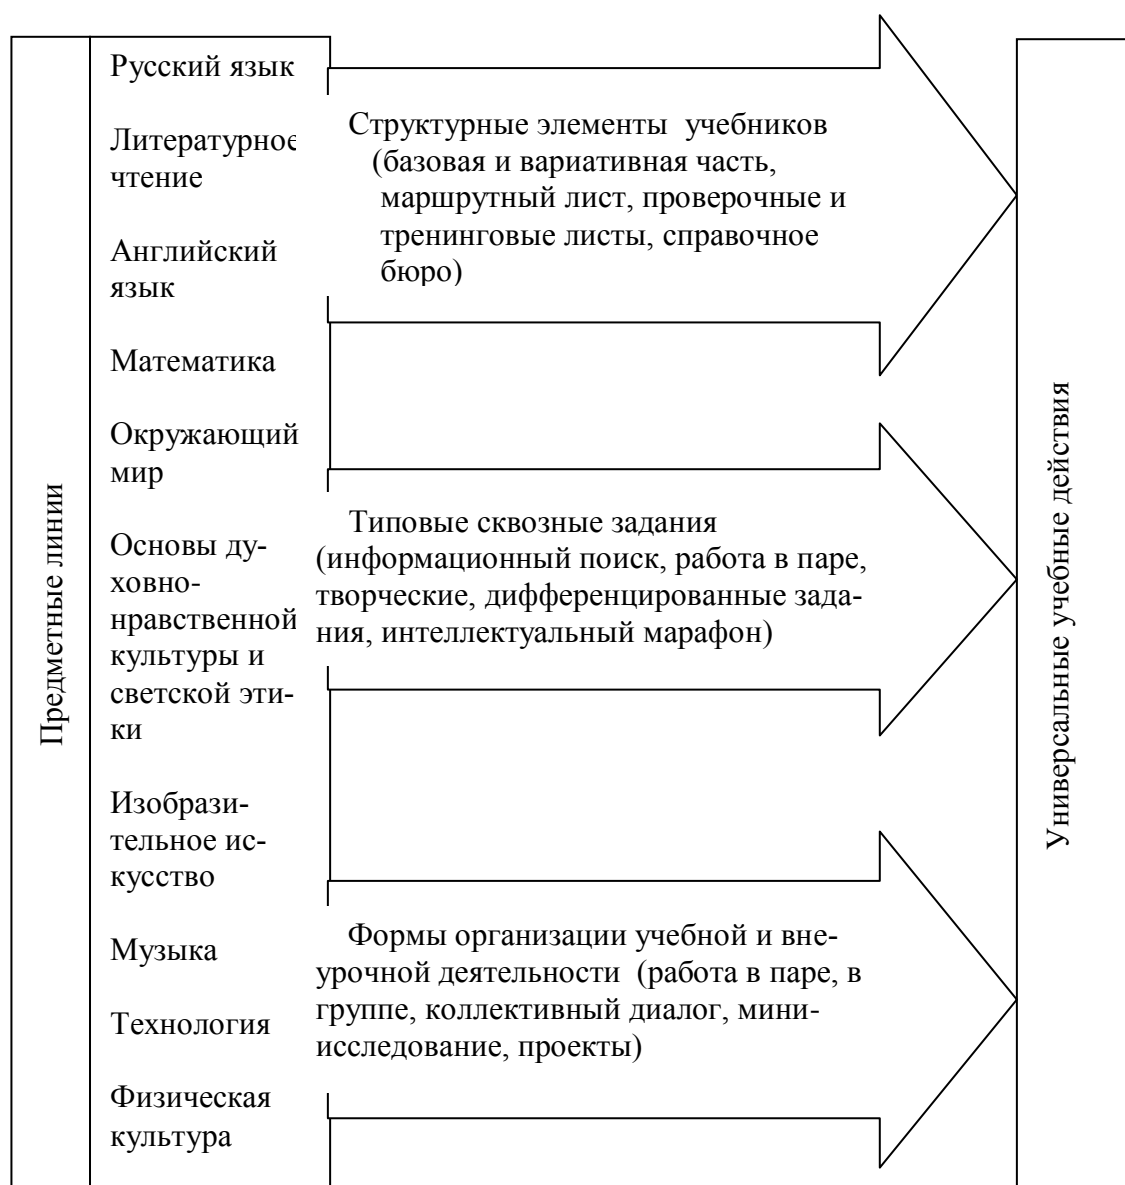 Предметные линии
Русский язык
Литературное
чтение
Английский
язык
Математика
Окружающий
мир
Основы ду-
ховно-
нравственной
культуры и
светской эти-
ки
Изобрази-
тельное ис-
кусство
Музыка
Технология
Физическая
культура
Структурные элементы учебников
(базовая и вариативная часть,
маршрутный лист, проверочные и
тренинговые листы, справочное
бюро)
Типовые сквозные задания
(информационный поиск, работа в паре,
творческие, дифференцированные зада-
ния, интеллектуальный марафон)
Формы организации учебной и вне-
урочной деятельности (работа в паре, в
группе, коллективный диалог, мини-
исследование, проекты)
Универсальные учебные действия